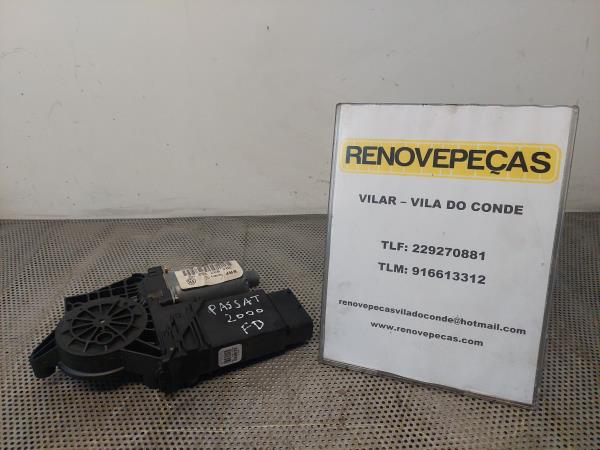 RENOVEPEÇAS
VILAR – VILA DO CONDE
TLF: 229270881
TLM: 916613312
renovepecasviladoconde@hotmail.com
www.renovepecas.com
PASSAT
2000
FD